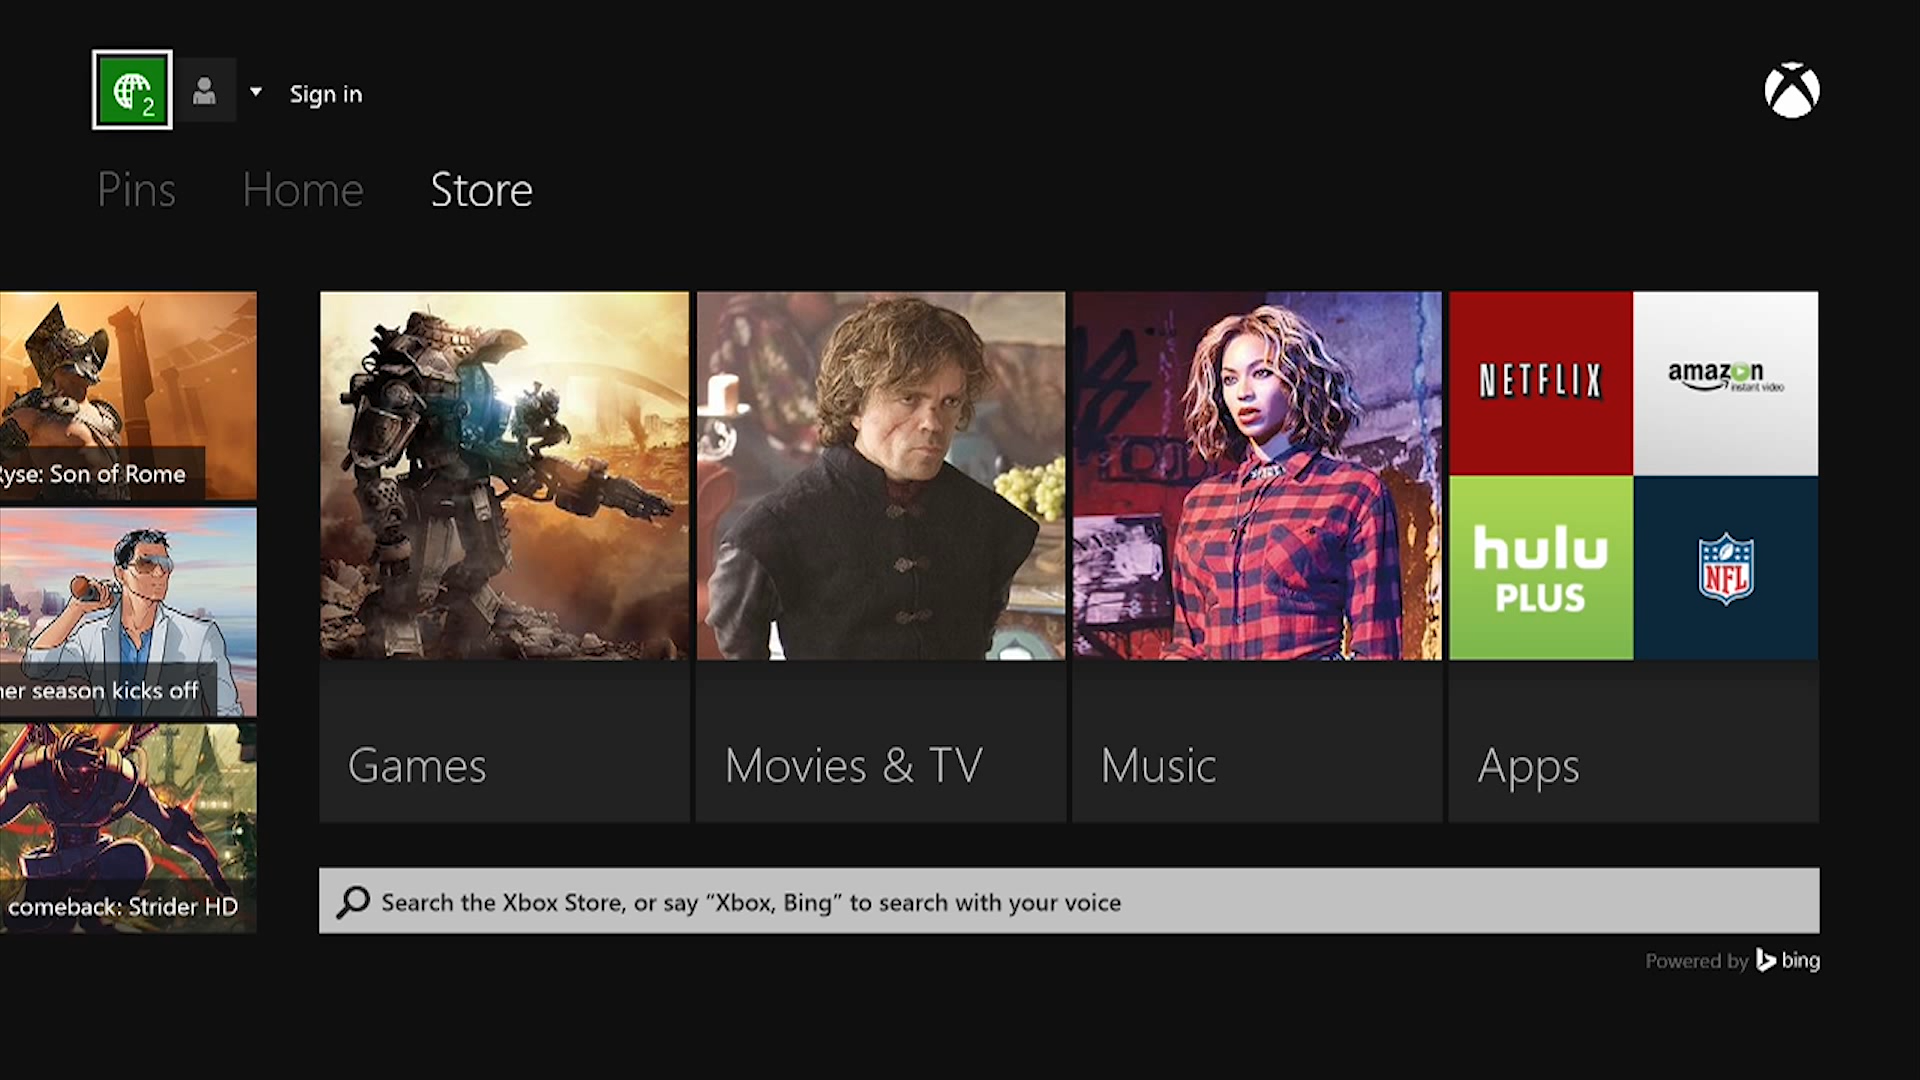 2
Sign in
Pins Home Store
Ryse: Son of Rome
season kicks off
comeback: Strider HD
NETFLIX
amazon
instant video
hulu
PLUS
NFL
Games
Movies & TV
Music
Apps
Search the Xbox Store, or say “Xbox, Bing” to search with your voice
Powered by bing